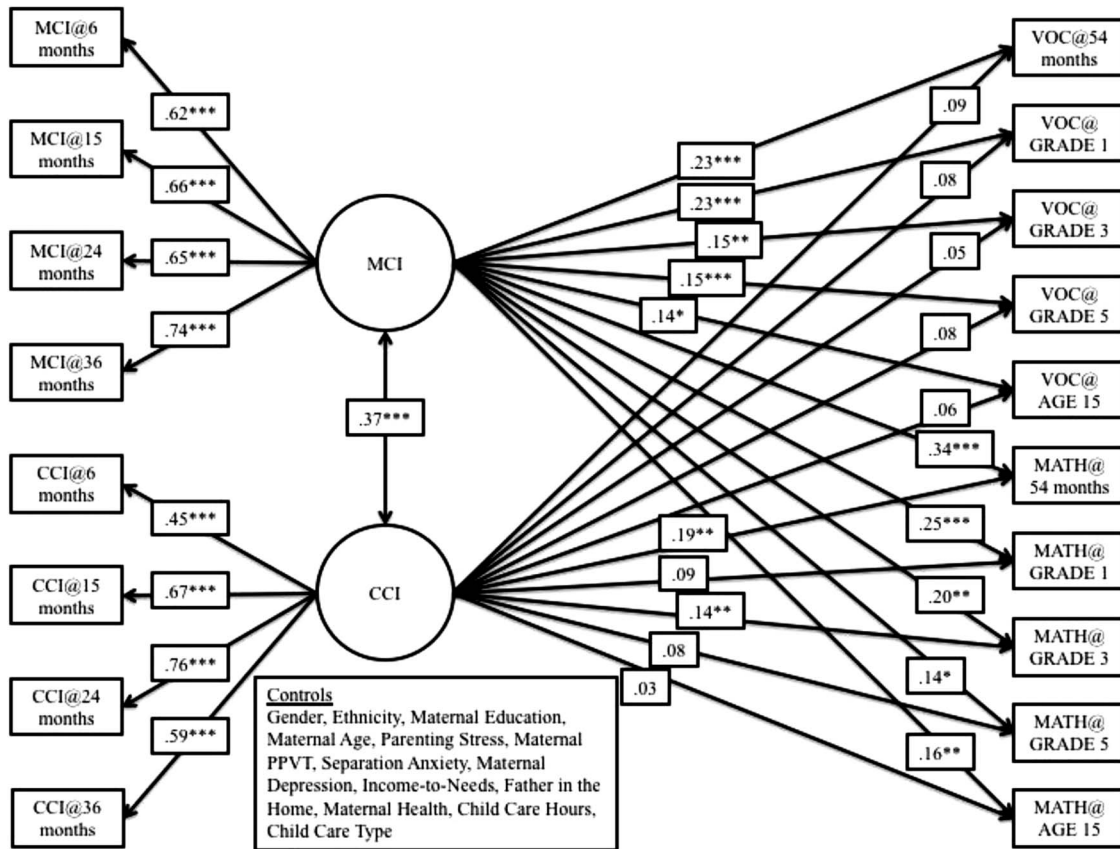 MCI@6
months
MCI@15
months
MCI@24
months
MCI@36
months
CCI@6
months
CCI@15
months
CCI@24
months
CCI@36
months
.62***
.66***
.65***
.74***
.45***
.67***
.76***
.59***
MCI
.37***
CCI
Controls
Gender, Ethnicity, Maternal Education,
Maternal Age, Parenting Stress, Maternal
PPVT, Separation Anxiety, Maternal
Depression, Income-to-Needs, Father in the
Home, Maternal Health, Child Care Hours,
Child Care Type
.23***
.23***
.15**
.15***
.14*
.34***
.25***
.20**
.14*
.16**
.09
.08
.05
.08
.06
.19**
.09
.14**
.08
.03
VOC@54
months
VOC@
GRADE 1
VOC@
GRADE 3
VOC@
GRADE 5
VOC@
AGE 15
MATH@
54 months
MATH@
GRADE 1
MATH@
GRADE 3
MATH@
GRADE 5
MATH@
AGE 15